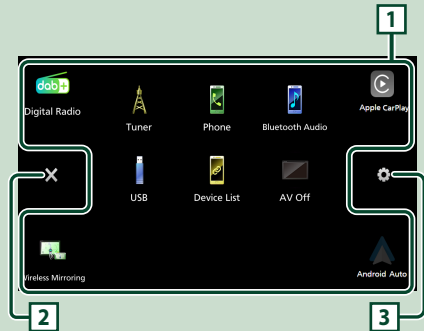 1
dab+
Digital Radio
Tuner
Phone
Bluetooth Audio
Apple CarPlay
USB
Device List
AV Off
Wireless Mirroring
Android Auto
2
3